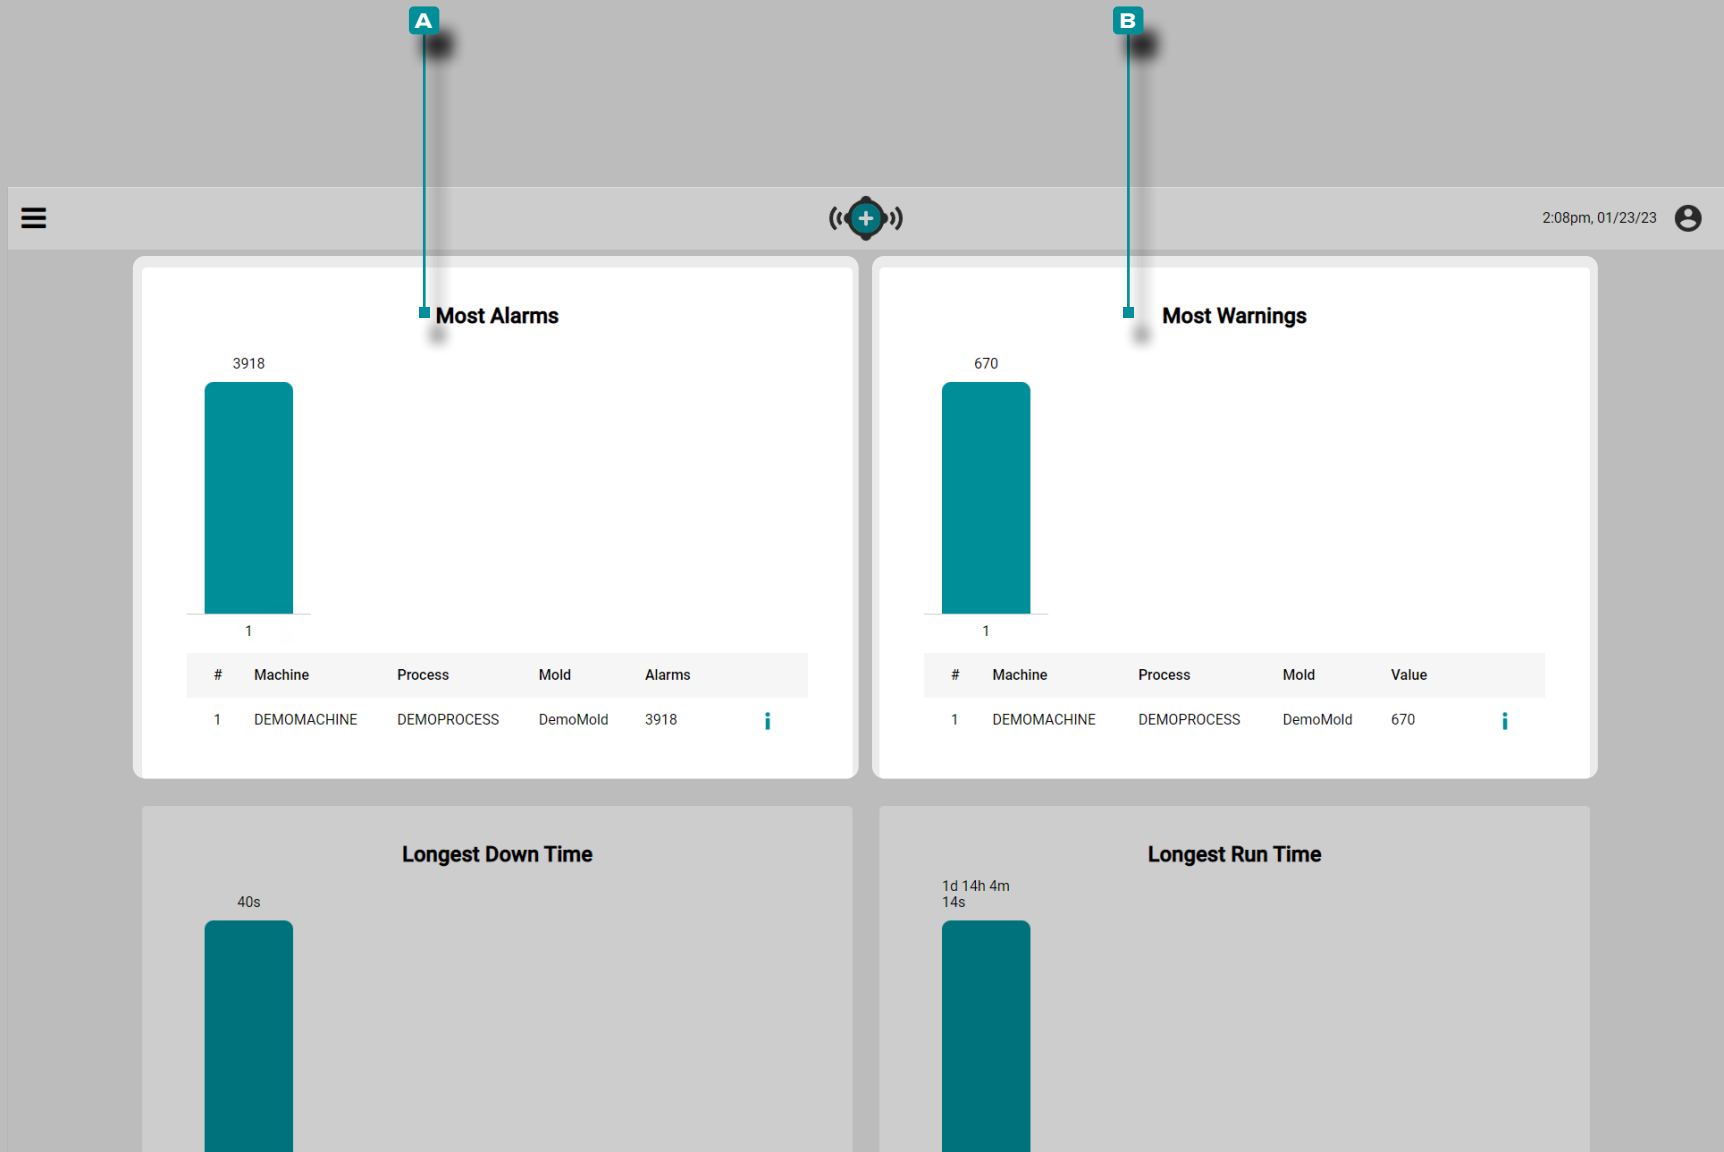 A
B
2:08pm, 01/23/23
Most Alarms
3918
1
# Machine Process Mold Alarms
1 DEMOMACHINE DEMOPROCESS DemoMold 3918
Most Warnings
670
1
# Machine Process Mold Value
1 DEMOMACHINE DEMOPROCESS DemoMold 670
Longest Down Time
40s
Longest Run Time
1d 14h 4m
14s